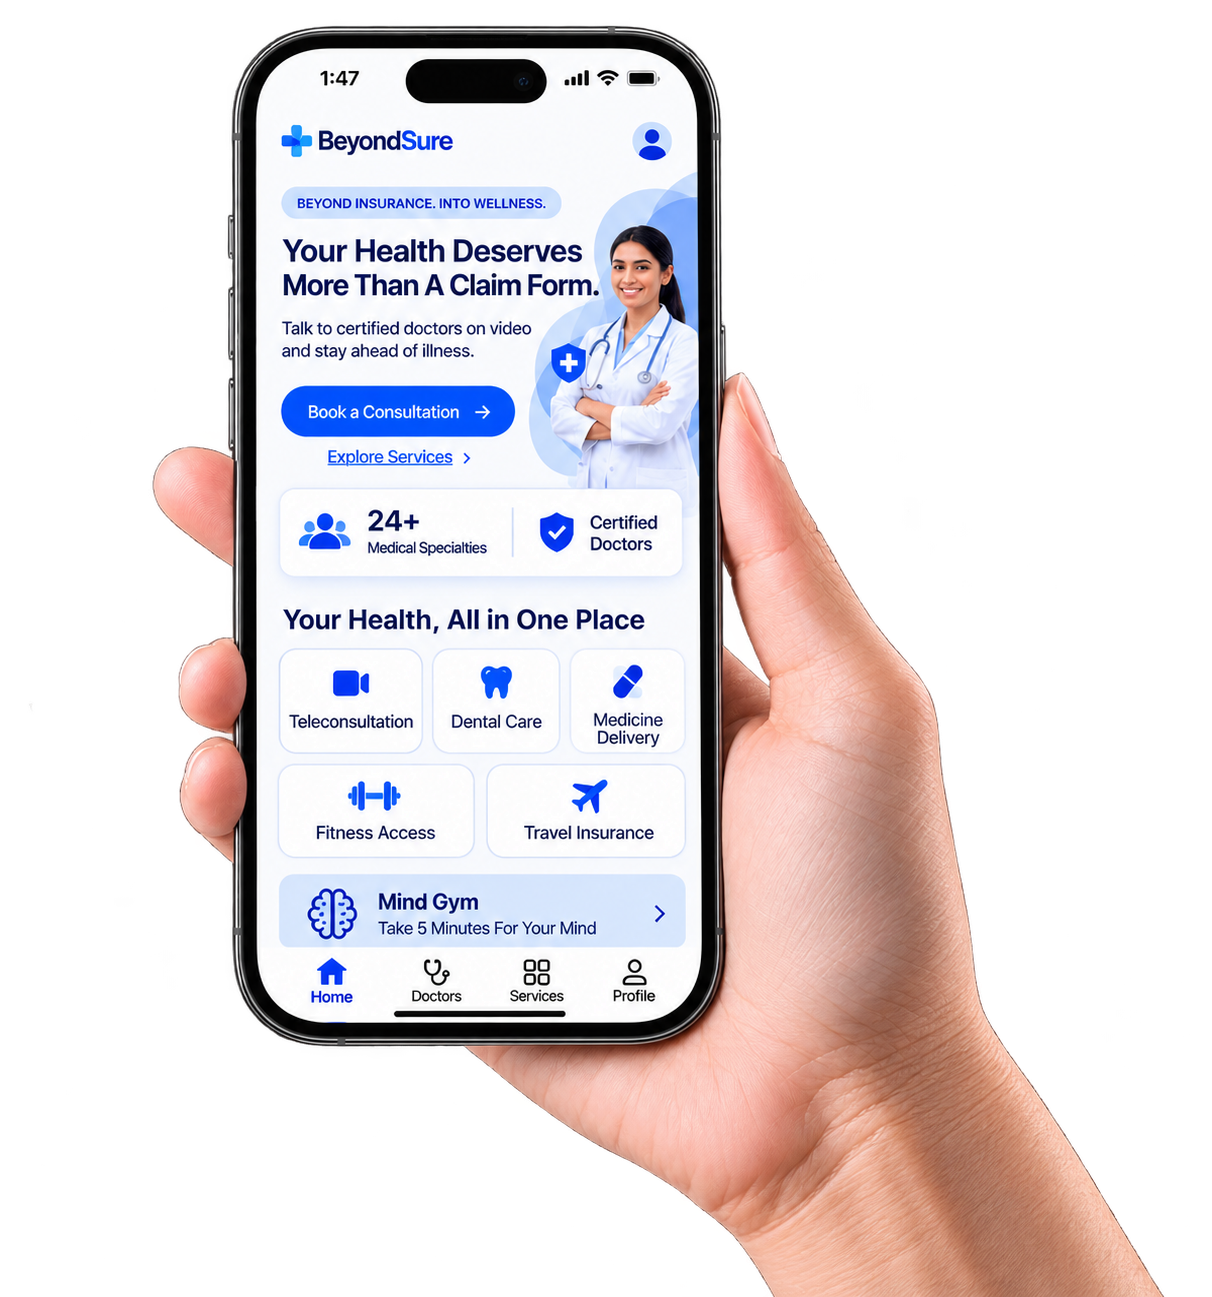 1:47
BeyondSure
BEYOND INSURANCE. INTO WELLNESS.
Your Health Deserves
More Than A Claim Form.
Talk to certified doctors on video
and stay ahead of illness.
Book a Consultation
Explore Services
24+
Medical Specialties
Certified
Doctors
Your Health, All in One Place
Teleconsultation
Dental Care
Medicine
Delivery
Fitness Access
Travel Insurance
Mind Gym
Take 5 Minutes For Your Mind
Home
Doctors
Services
Profile